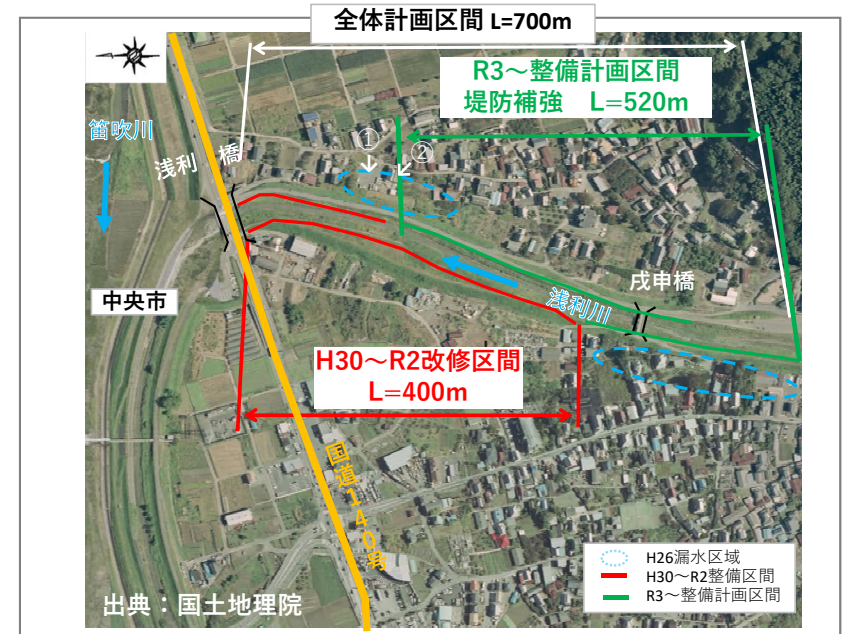 全体計画区間 L=700m
R3～整備計画区間
堤防補強 L=520m
笛吹川
浅利橋
①
②
戌申橋
浅利川
中央市
H30～R2改修区間
L=400m
国道140号
H26漏水区域
H30～R2整備区間
R3～整備計画区間
出典：国土地理院